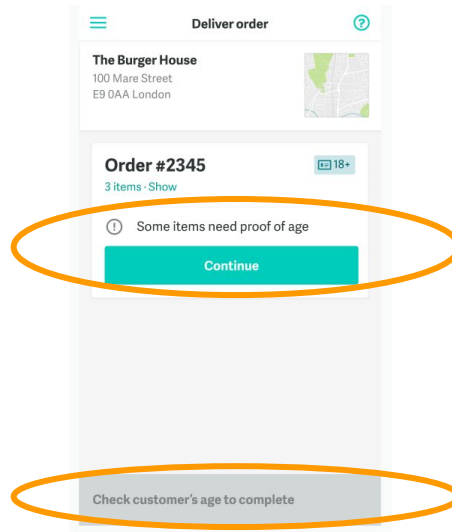 Deliver order
?
The Burger House
100 Mare Street
E9 0AA London
Order #2345
18+
3 items · Show
! Some items need proof of age
Continue
Check customer's age to complete